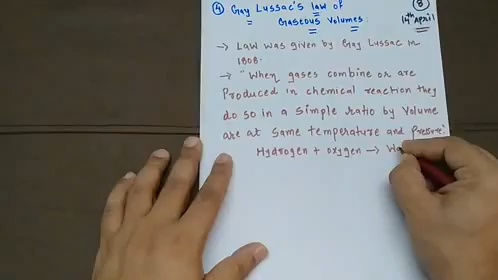 ④ Gay Lussac's law of
Gaseous Volumes.
8
14th April
→ Law was given by Gay Lussac in
1808.
→ "When gases combine or are
Produced in chemical reaction they
do so in a simple ratio by Volume
are at same temperature and Pressure"
Hydrogen + oxygen → Wa